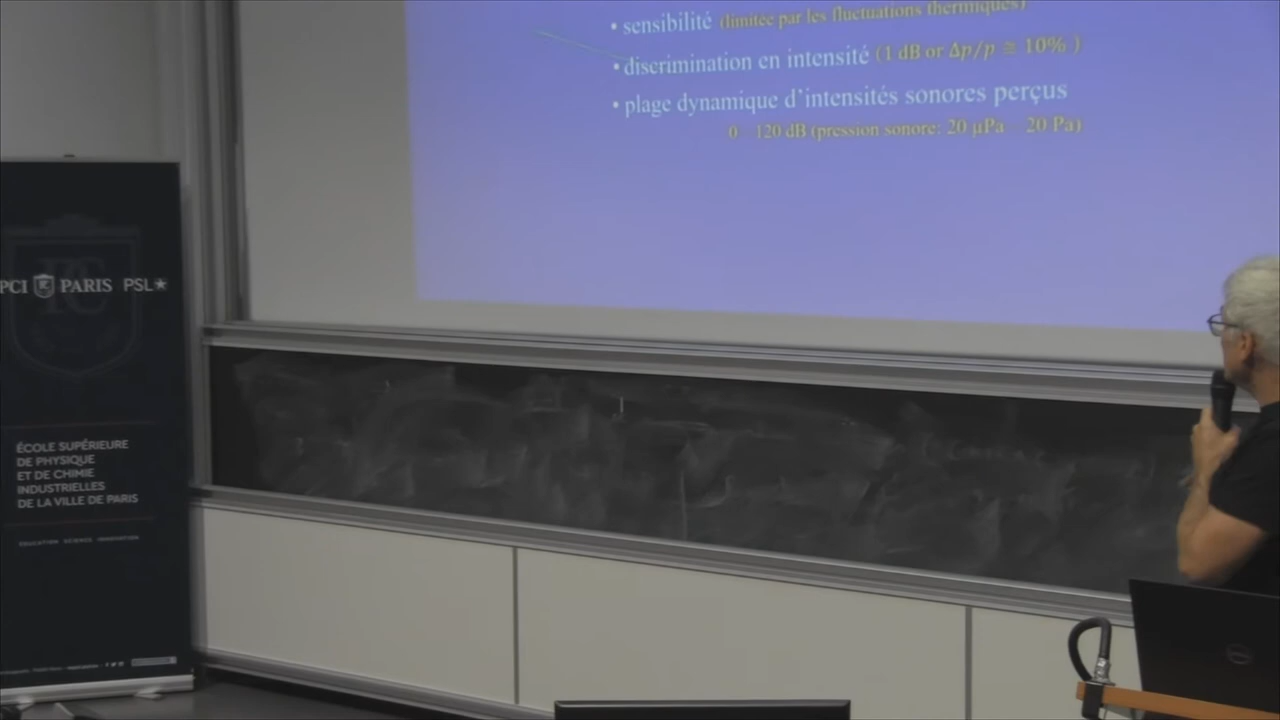 • sensibilité (limitée par les fluctuations thermiques)
• discrimination en intensité (1 dB or Δp/p ≅ 10% )
• plage dynamique d'intensités sonores perçus
0 – 120 dB (pression sonore: 20 µPa – 20 Pa)
PCI PARIS PSL★
ÉCOLE SUPÉRIEURE
DE PHYSIQUE
ET DE CHIMIE
INDUSTRIELLES
DE LA VILLE DE PARIS
EDUCATION SCIENCE INNOVATION
DELL